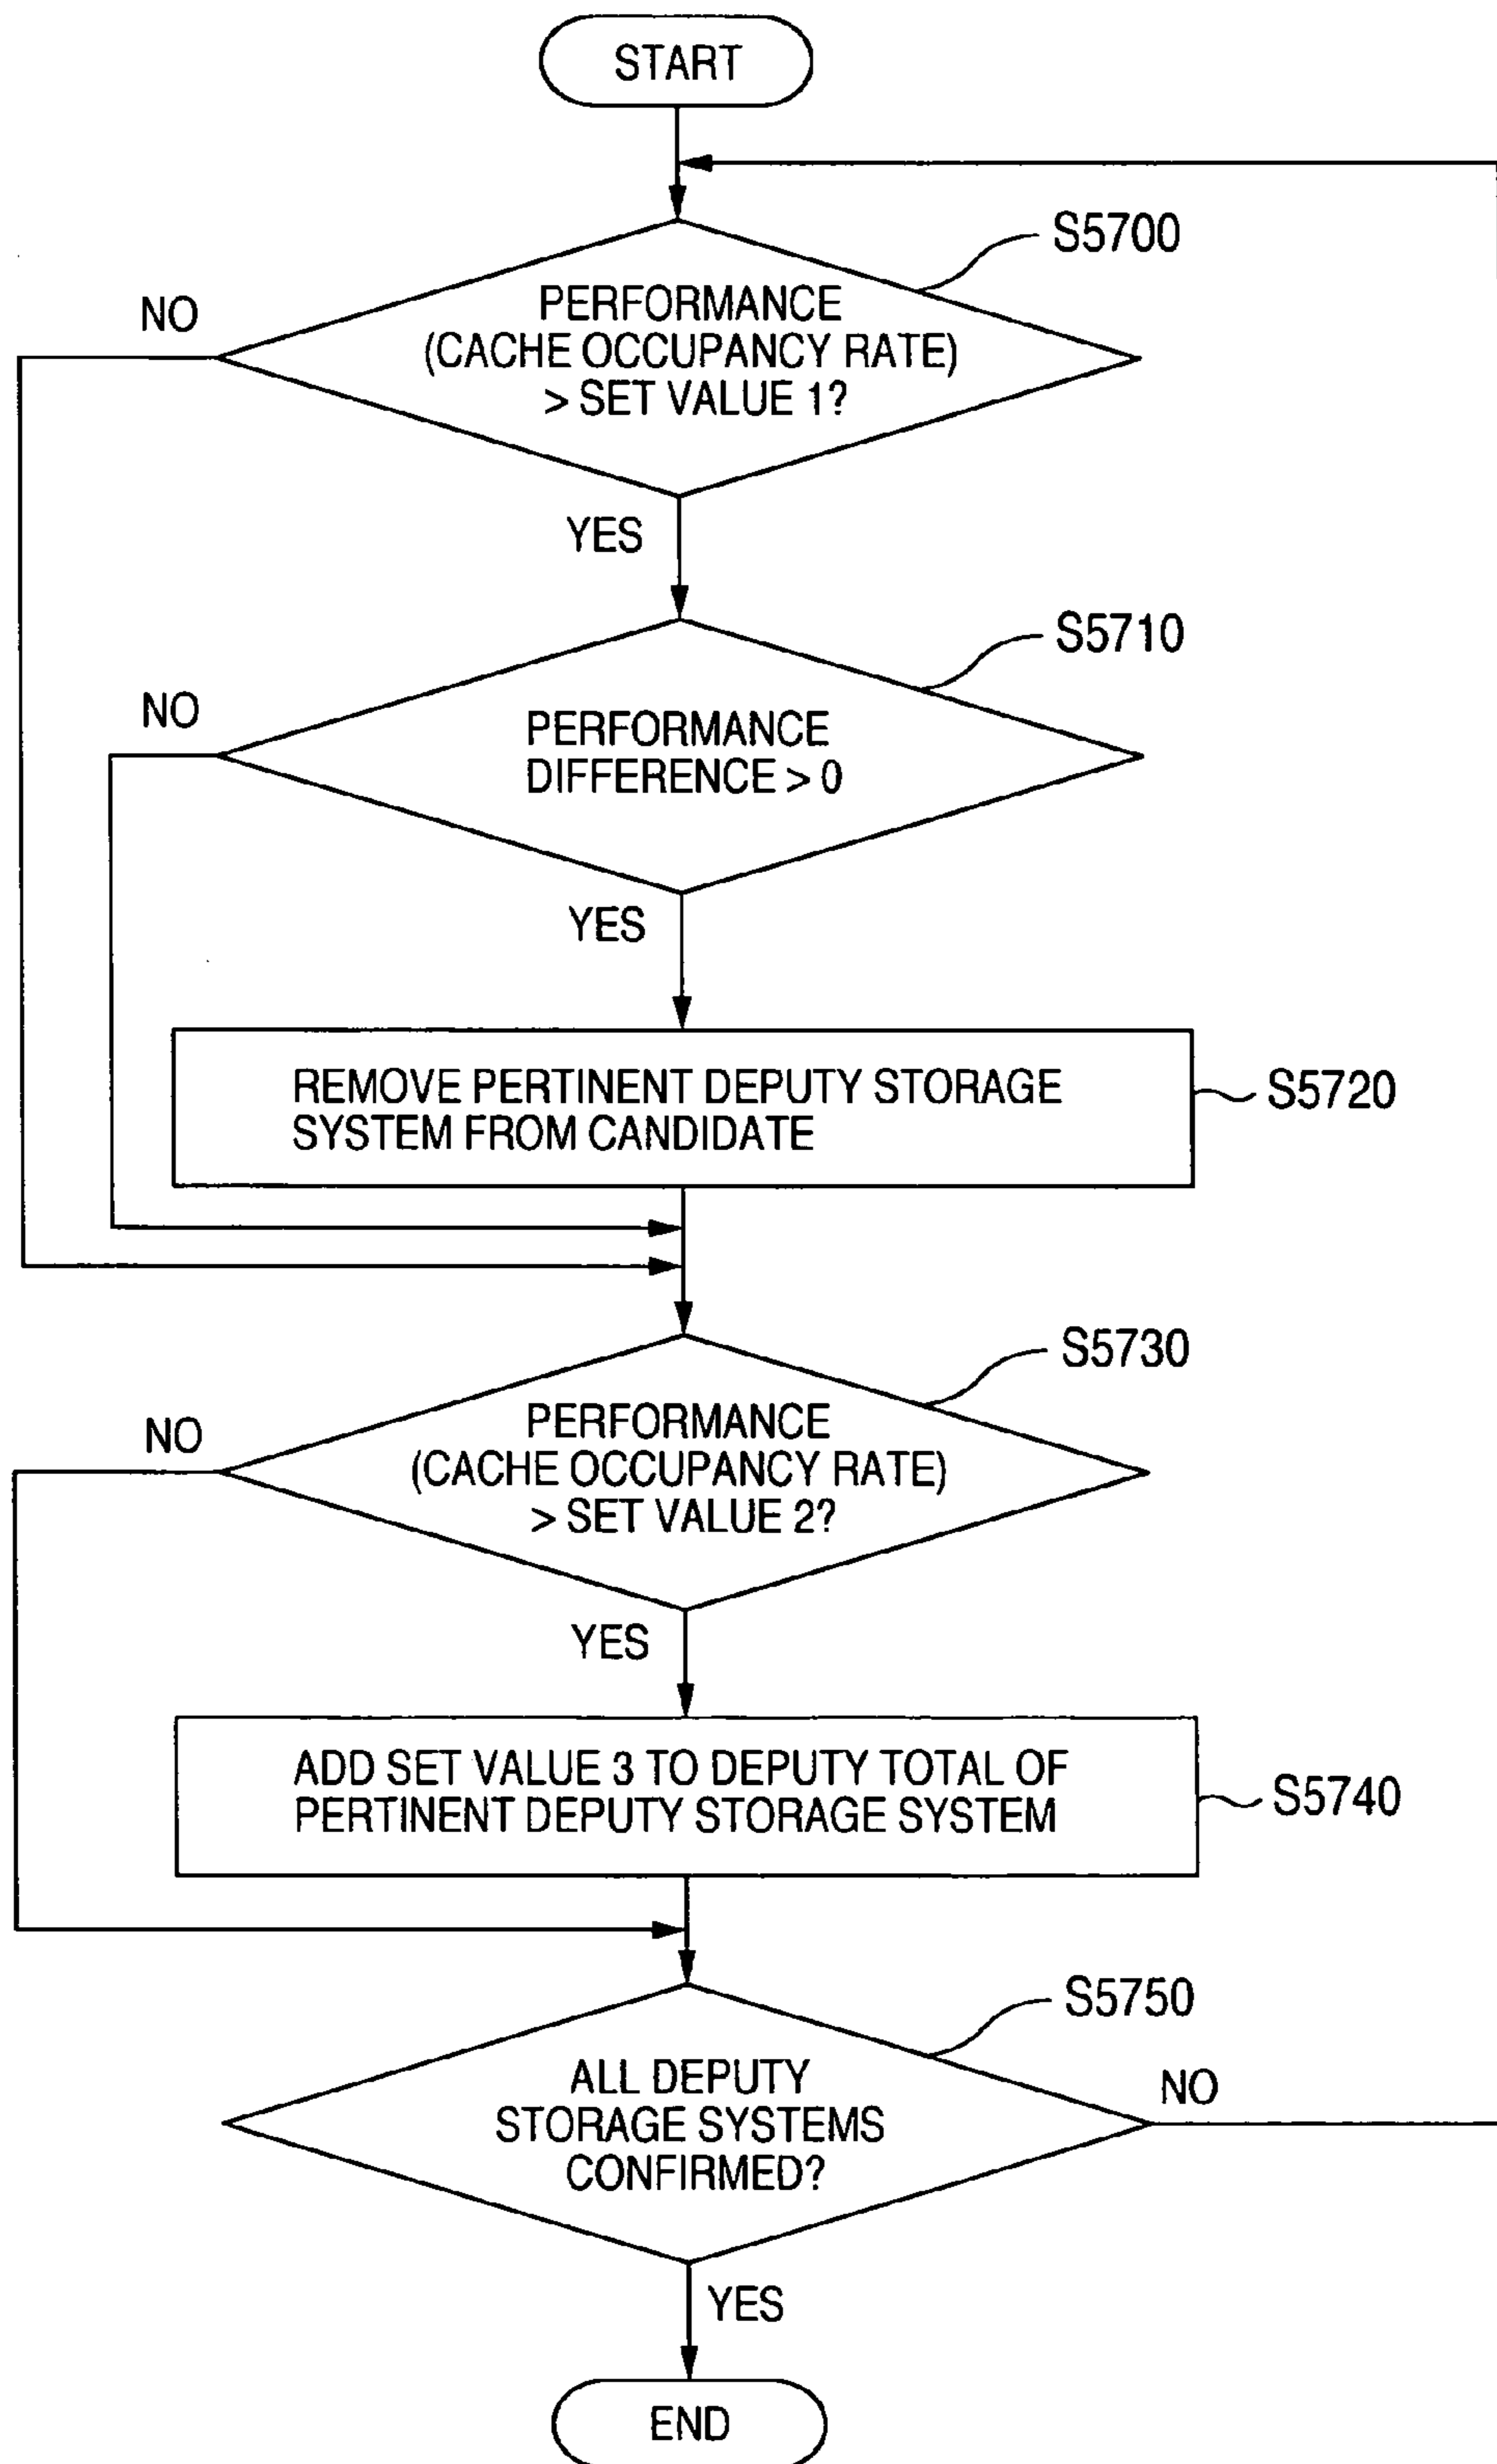 START
S5700
NO
PERFORMANCE
(CACHE OCCUPANCY RATE)
> SET VALUE 1?
YES
S5710
NO
PERFORMANCE
DIFFERENCE > 0
YES
REMOVE PERTINENT DEPUTY STORAGE
SYSTEM FROM CANDIDATE
S5720
S5730
NO
PERFORMANCE
(CACHE OCCUPANCY RATE)
> SET VALUE 2?
YES
ADD SET VALUE 3 TO DEPUTY TOTAL OF
PERTINENT DEPUTY STORAGE SYSTEM
S5740
S5750
ALL DEPUTY
STORAGE SYSTEMS
CONFIRMED?
NO
YES
END